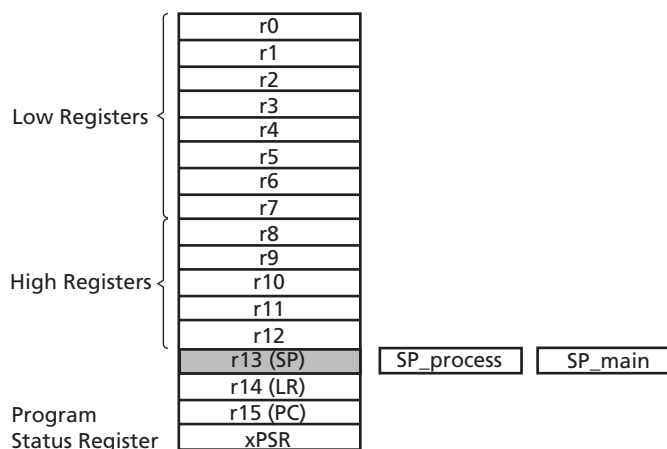 r0
r1
r2
r3
Low Registers
r4
r5
r6
r7
r8
r9
High Registers
r10
r11
r12
r13 (SP) SP_process SP_main
r14 (LR)
r15 (PC)
Program
Status Register xPSR